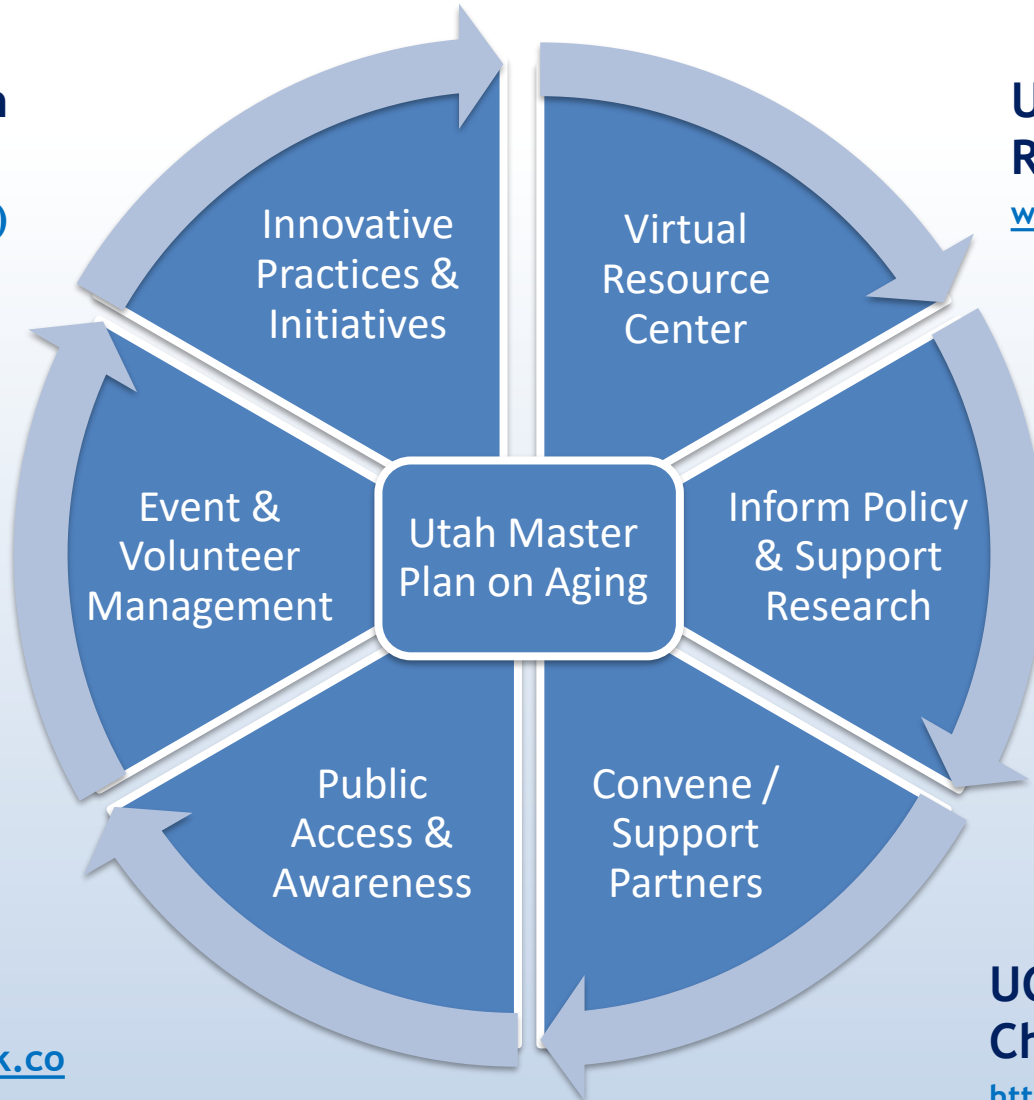 Innovative
Practices &
Initiatives
Virtual
Resource
Center
Event &
Volunteer
Management
Utah Master
Plan on Aging
Inform Policy
& Support
Research
Public
Access &
Awareness
Convene /
Support
Partners
k.co